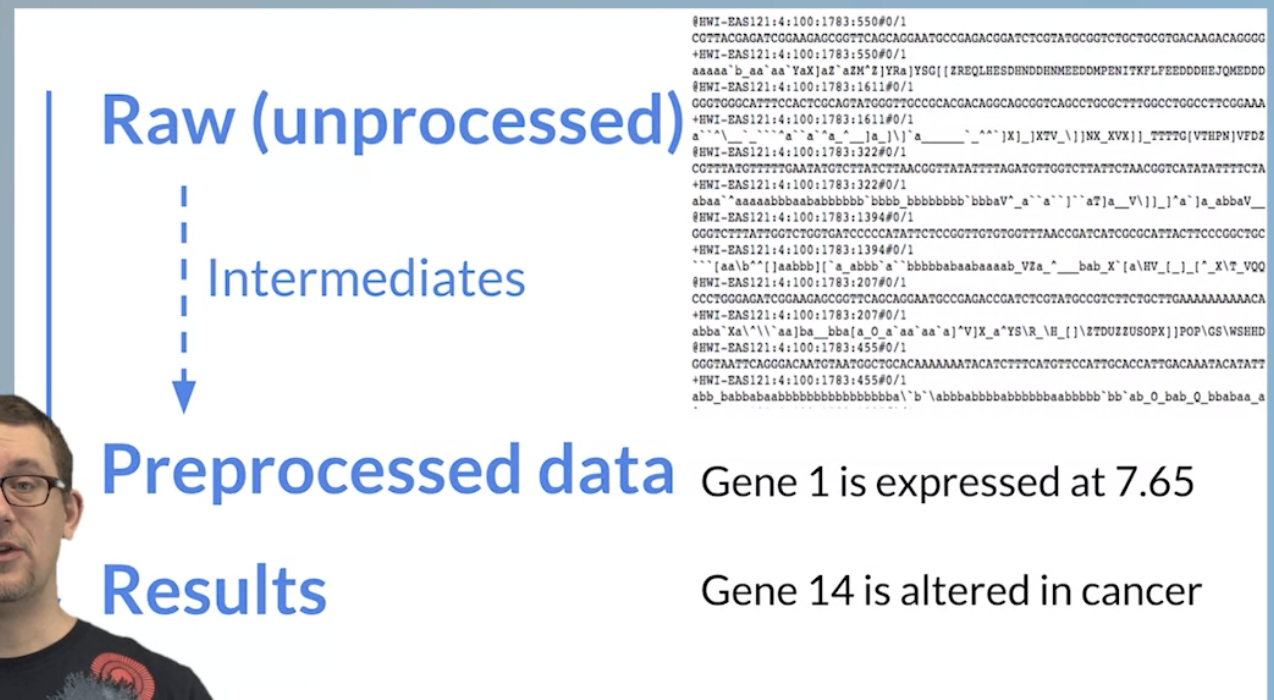 @HWI-EAS121:4:100:1783:550#0/1
CGTTACGAGATCGGAAGAGCGGTTCAGCAGGAATGCCGAGACGGATCTCGTATGCGGTCTGCTGCGTGACAAGACAGGGG
+HWI-EAS121:4:100:1783:550#0/1
aaaaa`b_aa`aa`YaX]aZ`aZM^Z]YRa]YSG[[ZREQLHESDHNDDHNMEEDDMPENITKFLFEEDDDHEJQMEDDD
@HWI-EAS121:4:100:1783:1611#0/1
GGGTGGGCATTTCCACTCGCAGTATGGGTTGCCGCACGACAGGCAGCGGTCAGCCTGCGCTTTGGCCTGGCCTTCGGAAA
+HWI-EAS121:4:100:1783:1611#0/1
a``^\__`_```^a``a`^a_^__]a_]\]`a______`_^^`]X]_]XTV_\]]NX_XVX]]_TTTTG[VTHPN]VFDZ
@HWI-EAS121:4:100:1783:322#0/1
CGTTTATGTTTTTGAATATGTCTTATCTTAACGGTTATATTTTAGATGTTGGTCTTATTCTAACGGTCATATATTTTCTA
+HWI-EAS121:4:100:1783:322#0/1
abaa`^aaaaabbbaababbbbbb`bbbb_bbbbbbbb`bbbaV^_a``a``]``aT]a__V\]]_]^a`]a_abbaV__
@HWI-EAS121:4:100:1783:1394#0/1
GGGTCTTTATTGGTCTGGTGATCCCCCATATTCTCCGGTTGTGTGGTTTAACCGATCATCGCGCATTACTTCCCGGCTGC
+HWI-EAS121:4:100:1783:1394#0/1
```[aa\b^^[]aabbb][`a_abbb`a``bbbbbabaabaaaab_VZa_^___bab_X`[a\HV_[_]_[^_X\T_VQQ
@HWI-EAS121:4:100:1783:207#0/1
CCCTGGGAGATCGGAAGAGCGGTTCAGCAGGAATGCCGAGACCGATCTCGTATGCCGTCTTCTGCTTGAAAAAAAAAACA
+HWI-EAS121:4:100:1783:207#0/1
abba`Xa\^\\`aa]ba__bba[a_O_a`aa`aa`a]^V]X_a^YS\R_\H_[]\ZTDUZZUSOPX]]POP\GS\WSHHD
@HWI-EAS121:4:100:1783:455#0/1
GGGTAATTCAGGGACAATGTAATGGCTGCACAAAAAAATACATCTTTCATGTTCCATTGCACCATTGACAAATACATATT
+HWI-EAS121:4:100:1783:455#0/1
abb_babbabaabbbbbbbbbbbbbbbbba\`b`\abbbabbbbabbbbbbaabbbbb`bb`ab_O_bab_Q_bbabaa_a
Raw (unprocessed)
Intermediates
Preprocessed data
Gene 1 is expressed at 7.65
Results
Gene 14 is altered in cancer